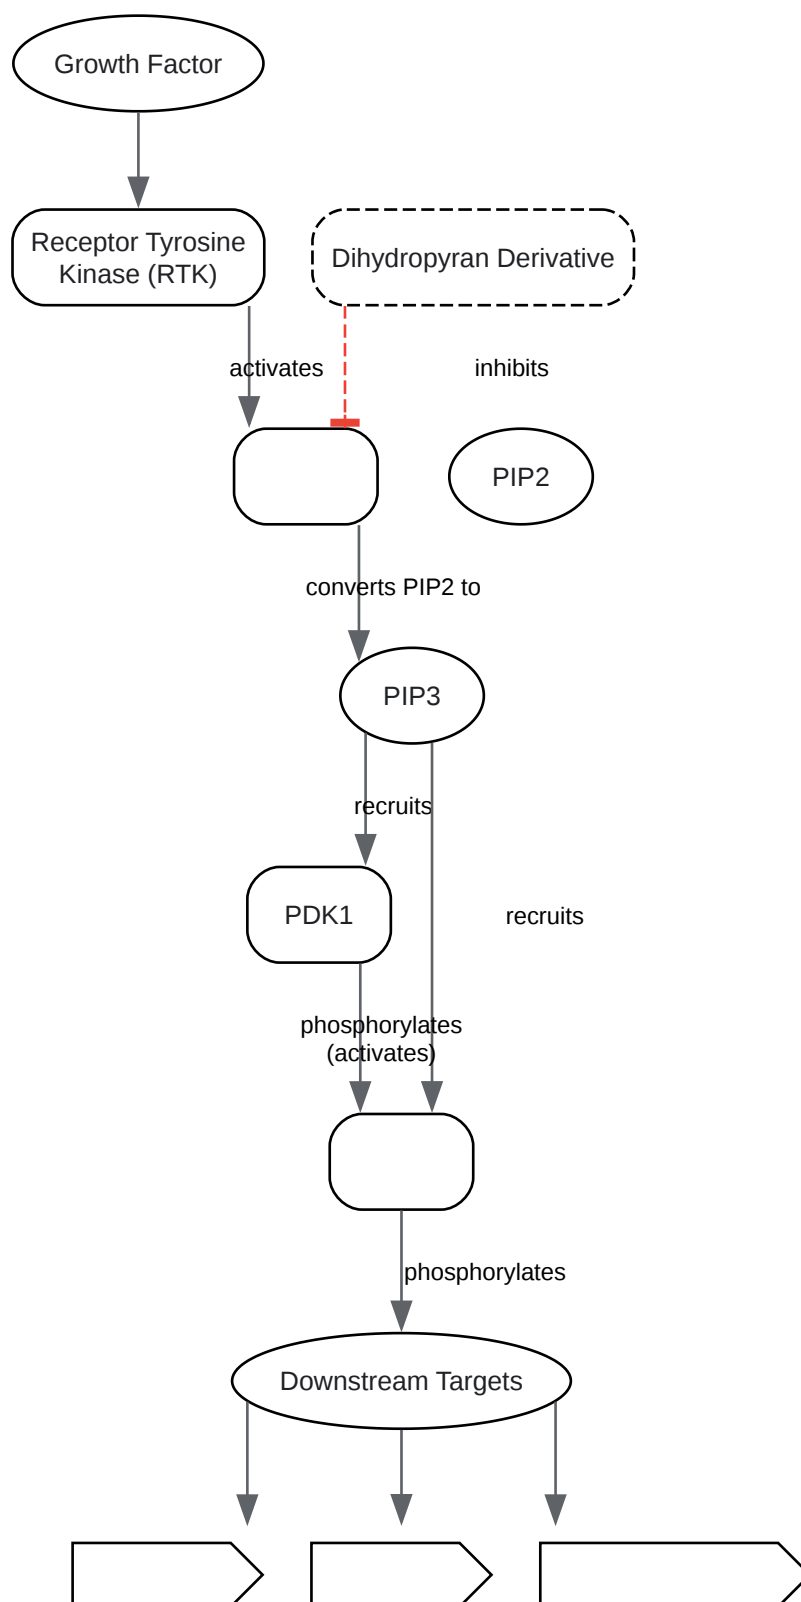 Growth Factor
Receptor Tyrosine
Kinase (RTK)
Dihydropyran Derivative
activates
inhibits
PIP2
converts PIP2 to
PIP3
recruits
PDK1
recruits
phosphorylates
(activates)
phosphorylates
Downstream Targets